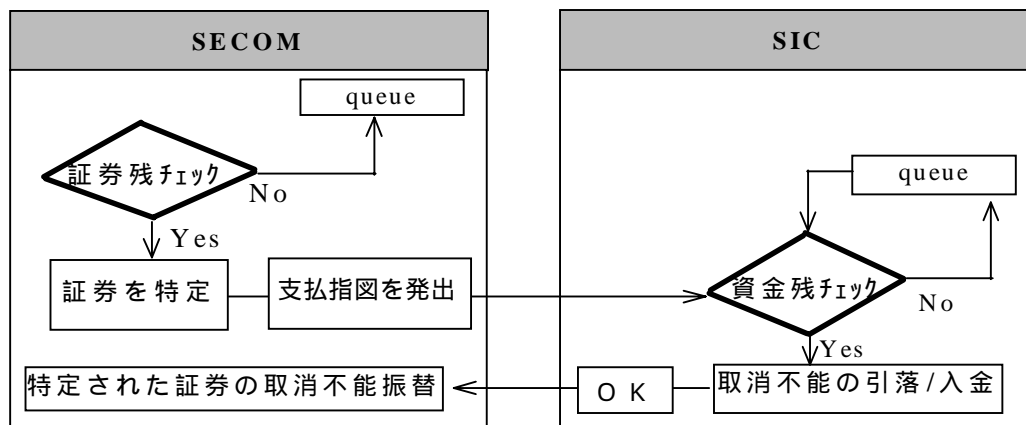 SECOM
queue
証券残チェック
No
Yes
証券を特定
支払指図を発出
特定された証券の取消不能振替
SIC
queue
資金残チェック
No
Yes
取消不能の引落/入金
ＯＫ